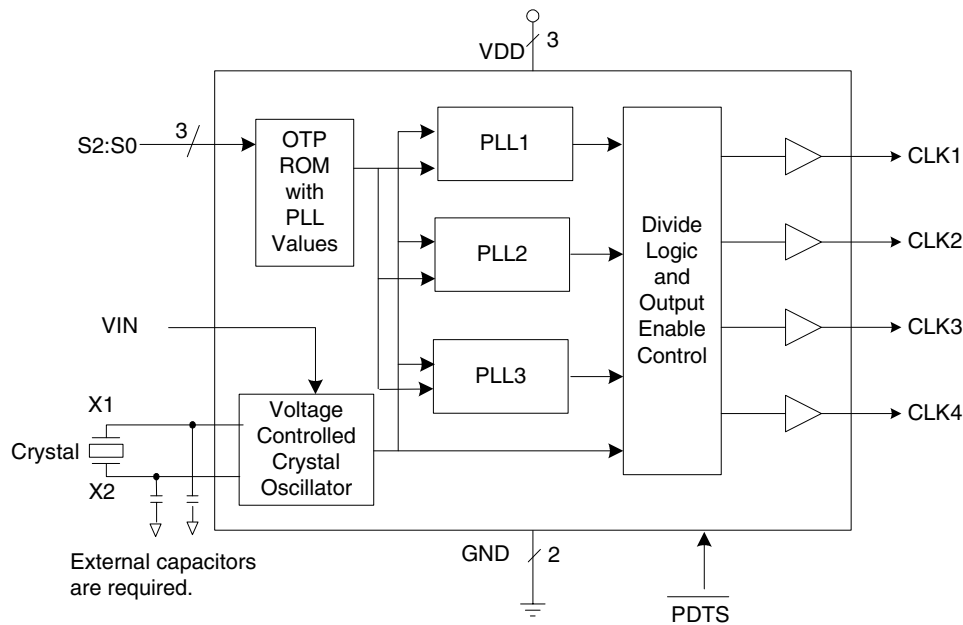 VDD
3
S2:S0
3
OTP
ROM
with
PLL
Values
PLL1
PLL2
PLL3
Divide
Logic
and
Output
Enable
Control
CLK1
CLK2
CLK3
CLK4
VIN
X1
Crystal
X2
Voltage
Controlled
Crystal
Oscillator
External capacitors
are required.
GND
2
PDTS